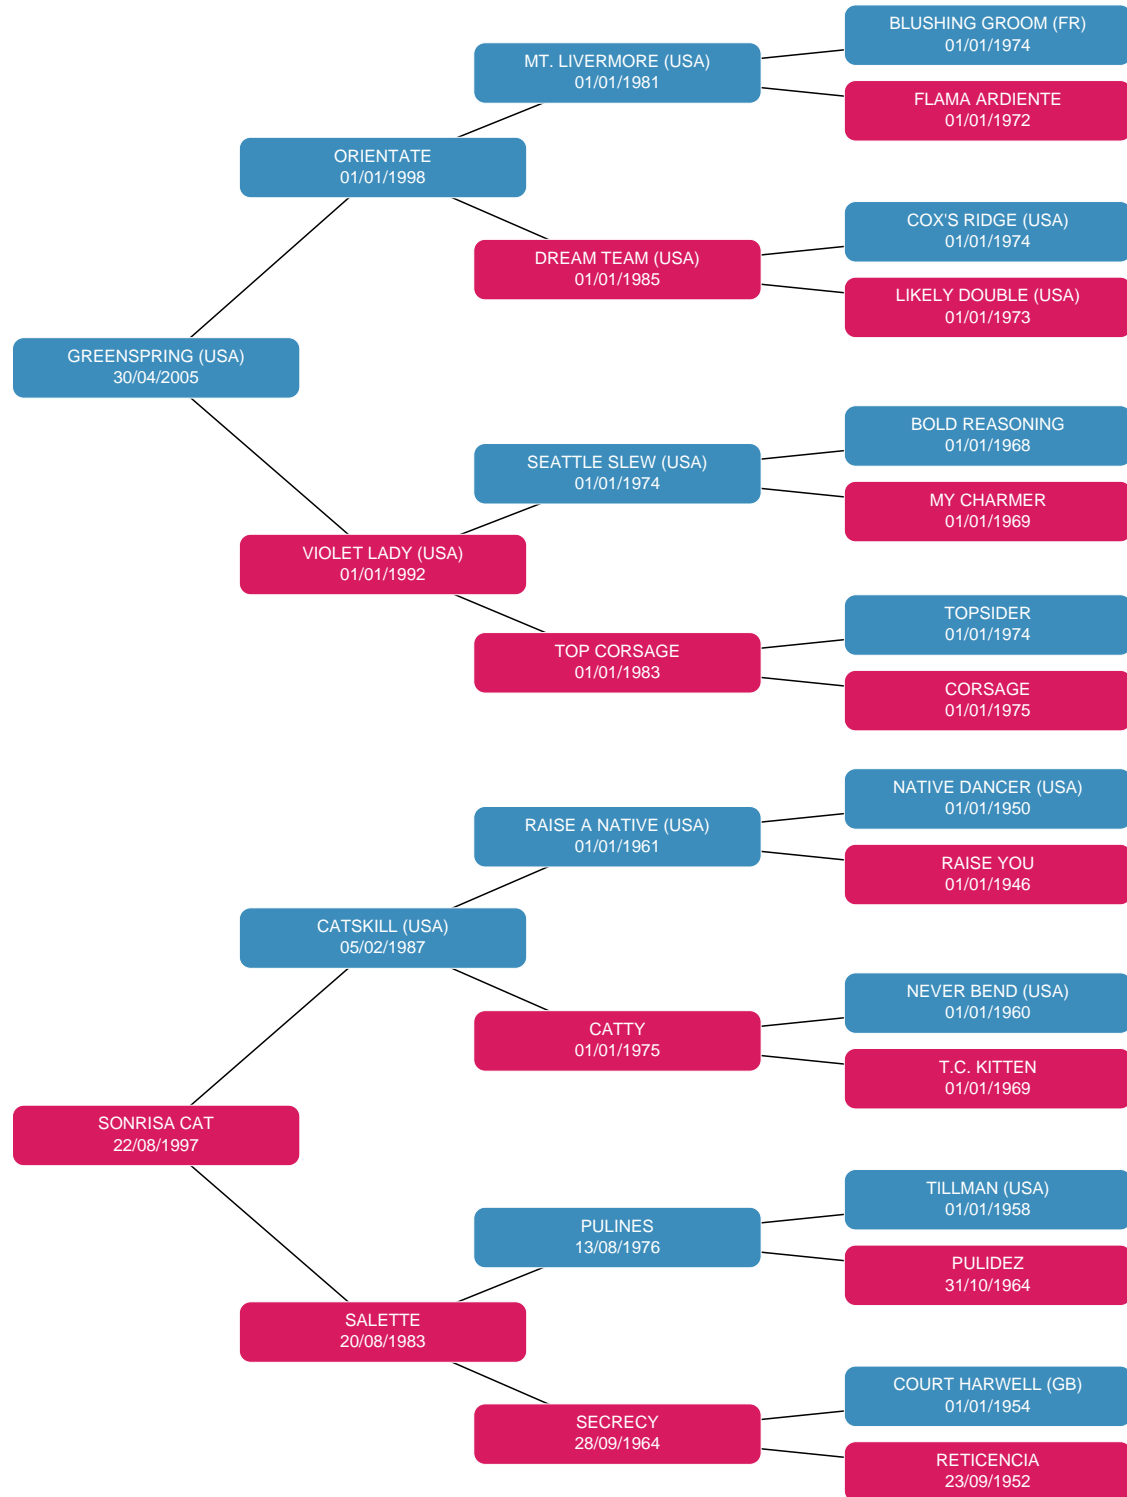 BLUSHING GROOM (FR)
01/01/1974
MT. LIVERMORE (USA)
01/01/1981
FLAMA ARDIENTE
01/01/1972
ORIENTATE
01/01/1998
COX'S RIDGE (USA)
01/01/1974
DREAM TEAM (USA)
01/01/1985
LIKELY DOUBLE (USA)
01/01/1973
GREENSPRING (USA)
30/04/2005
BOLD REASONING
01/01/1968
SEATTLE SLEW (USA)
01/01/1974
MY CHARMER
01/01/1969
VIOLET LADY (USA)
01/01/1992
TOPSIDER
01/01/1974
TOP CORSAGE
01/01/1983
CORSAGE
01/01/1975
NATIVE DANCER (USA)
01/01/1950
RAISE A NATIVE (USA)
01/01/1961
RAISE YOU
01/01/1946
CATSKILL (USA)
05/02/1987
NEVER BEND (USA)
01/01/1960
CATTY
01/01/1975
T.C. KITTEN
01/01/1969
SONRISA CAT
22/08/1997
TILLMAN (USA)
01/01/1958
PULINES
13/08/1976
PULIDEZ
31/10/1964
SALETTE
20/08/1983
COURT HARWELL (GB)
01/01/1954
SECRECY
28/09/1964
RETICENCIA
23/09/1952